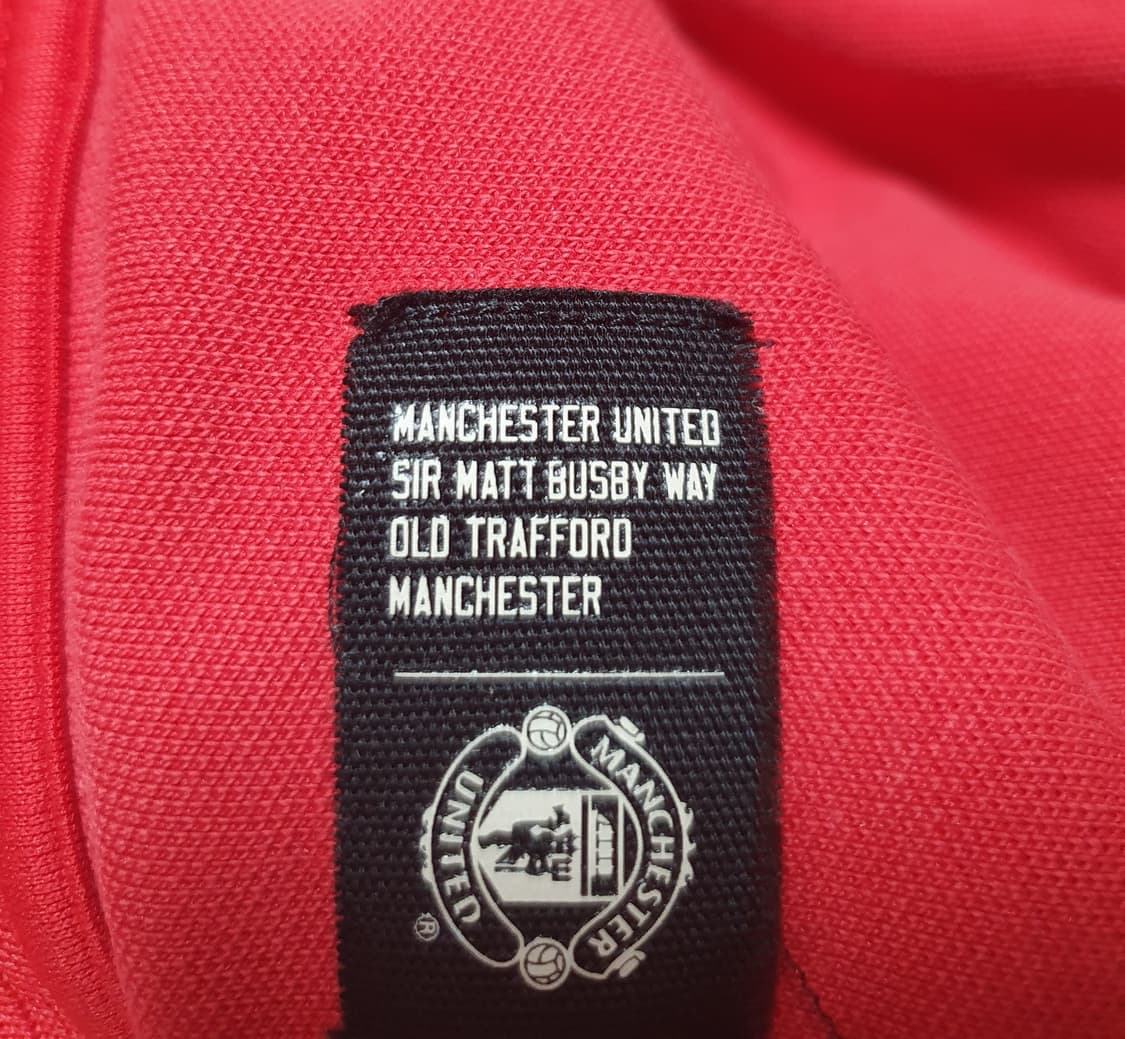 MANCHESTER UNITED
SIR MATT BUSBY WAY
OLD TRAFFORD
MANCHESTER
MANCHESTER
UNITED
®